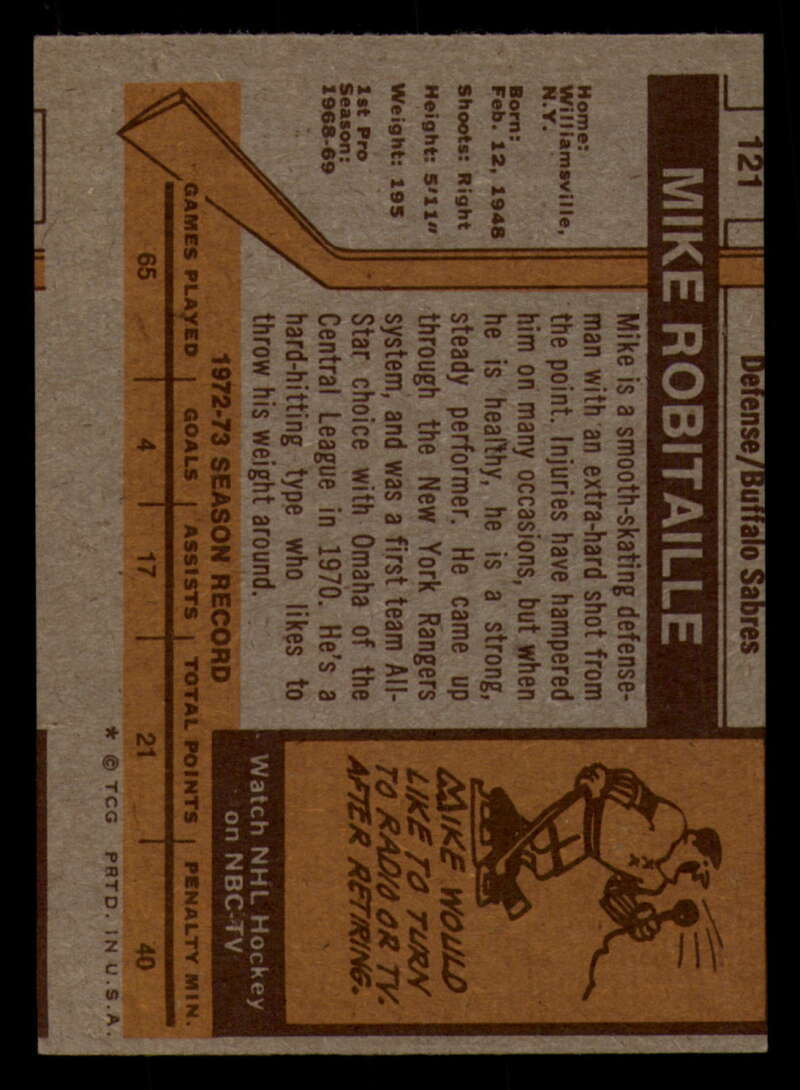 121
Defense/Buffalo Sabres
MIKE ROBITAILLE
Home:
Williamsville,
N.Y.
Born:
Feb. 12, 1948
Shoots: Right
Height: 5'11"
Weight: 195
1st Pro
Season:
1968-69
Mike is a smooth-skating defense-
man with an extra-hard shot from
the point. Injuries have hampered
him on many occasions, but when
he is healthy, he is a strong,
steady performer. He came up
through the New York Rangers
system, and was a first team All-
Star choice with Omaha of the
Central League in 1970. He's a
hard-hitting type who likes to
throw his weight around.
MIKE WOULD
LIKE TO TURN
TO RADIO OR TV.
AFTER RETIRING.
Watch NHL Hockey
on NBC-TV
1972-73 SEASON RECORD
GAMES PLAYED GOALS ASSISTS TOTAL POINTS PENALTY MIN.
65 4 17 21 40
* © TCG PRTD. IN U.S.A.